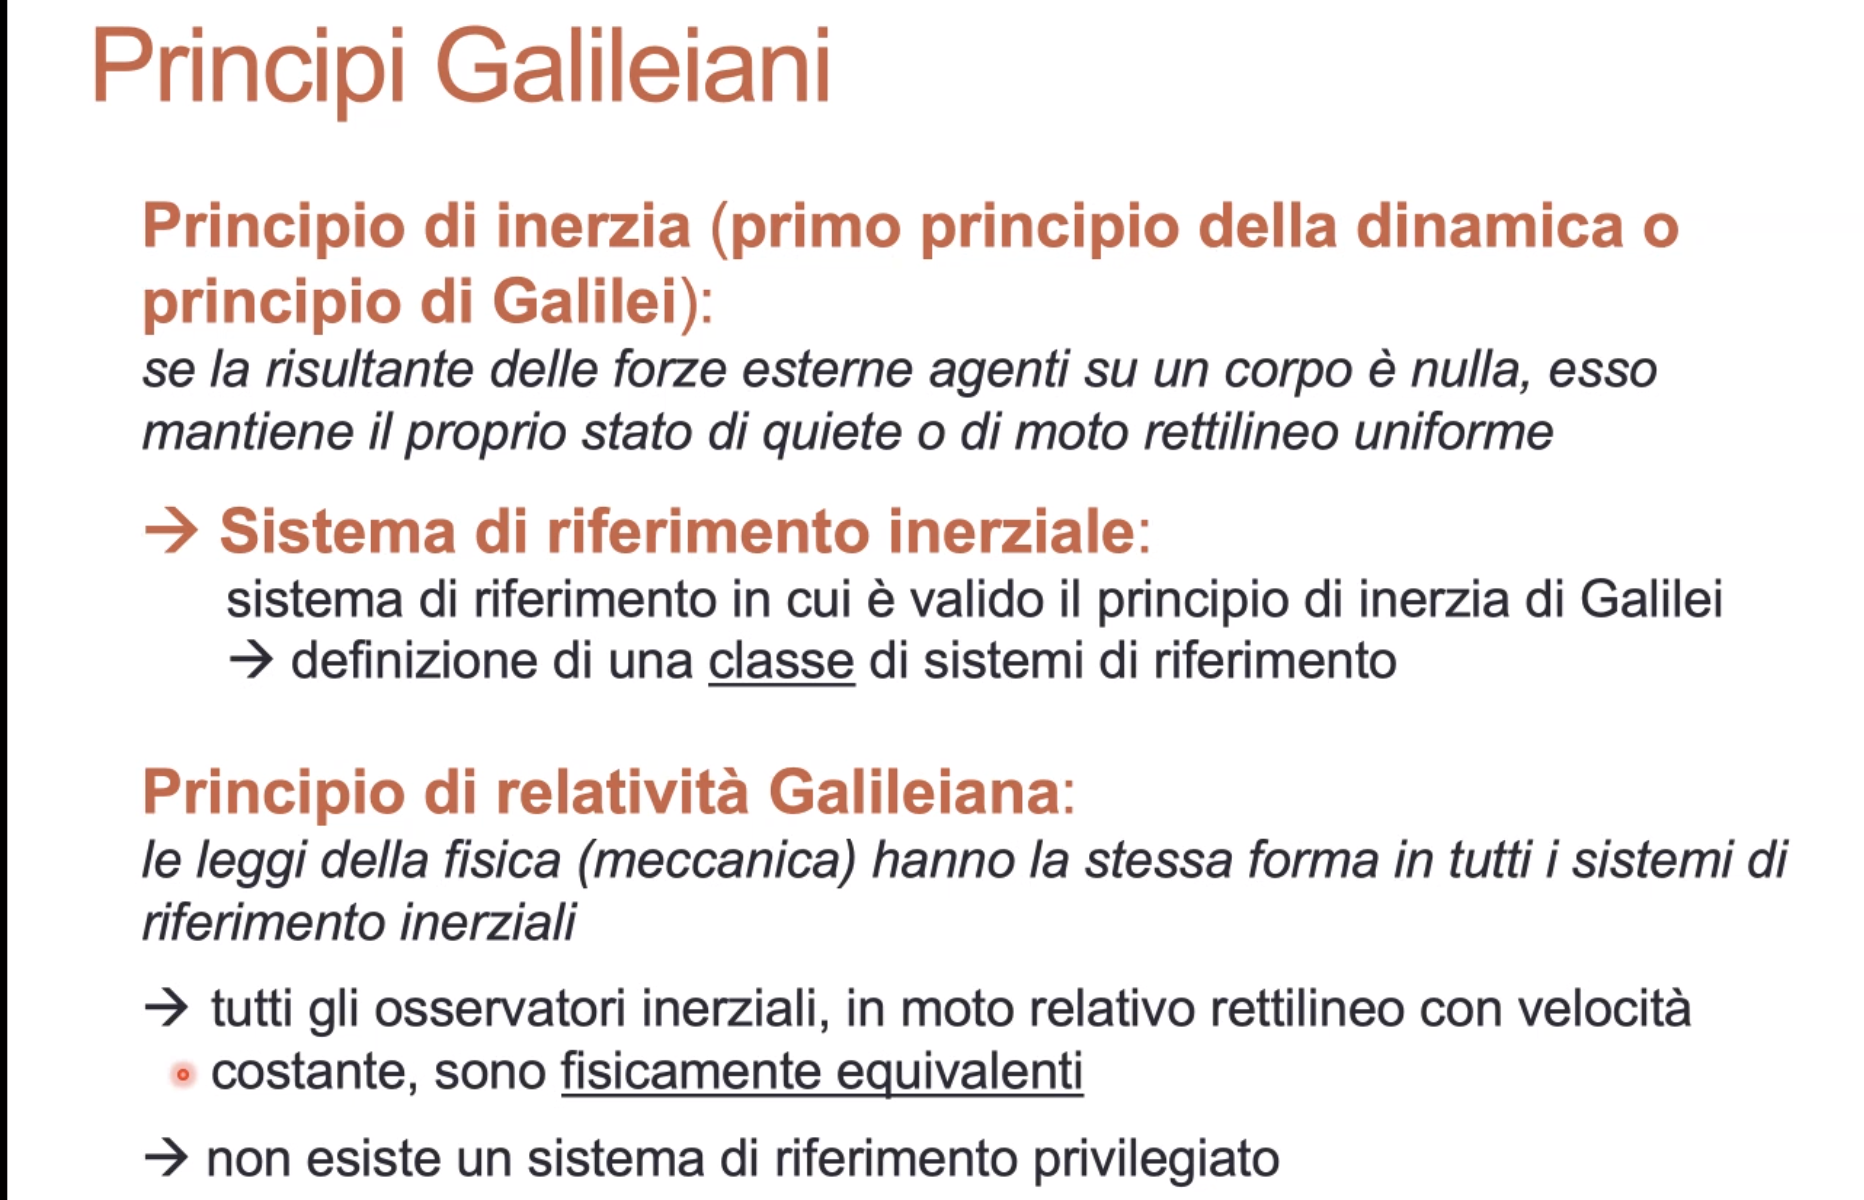 Principi Galileiani
Principio di inerzia (primo principio della dinamica o
principio di Galilei):
se la risultante delle forze esterne agenti su un corpo è nulla, esso
mantiene il proprio stato di quiete o di moto rettilineo uniforme
→ Sistema di riferimento inerziale:
sistema di riferimento in cui è valido il principio di inerzia di Galilei
→ definizione di una classe di sistemi di riferimento
Principio di relatività Galileiana:
le leggi della fisica (meccanica) hanno la stessa forma in tutti i sistemi di
riferimento inerziali
→ tutti gli osservatori inerziali, in moto relativo rettilineo con velocità
costante, sono fisicamente equivalenti
→ non esiste un sistema di riferimento privilegiato